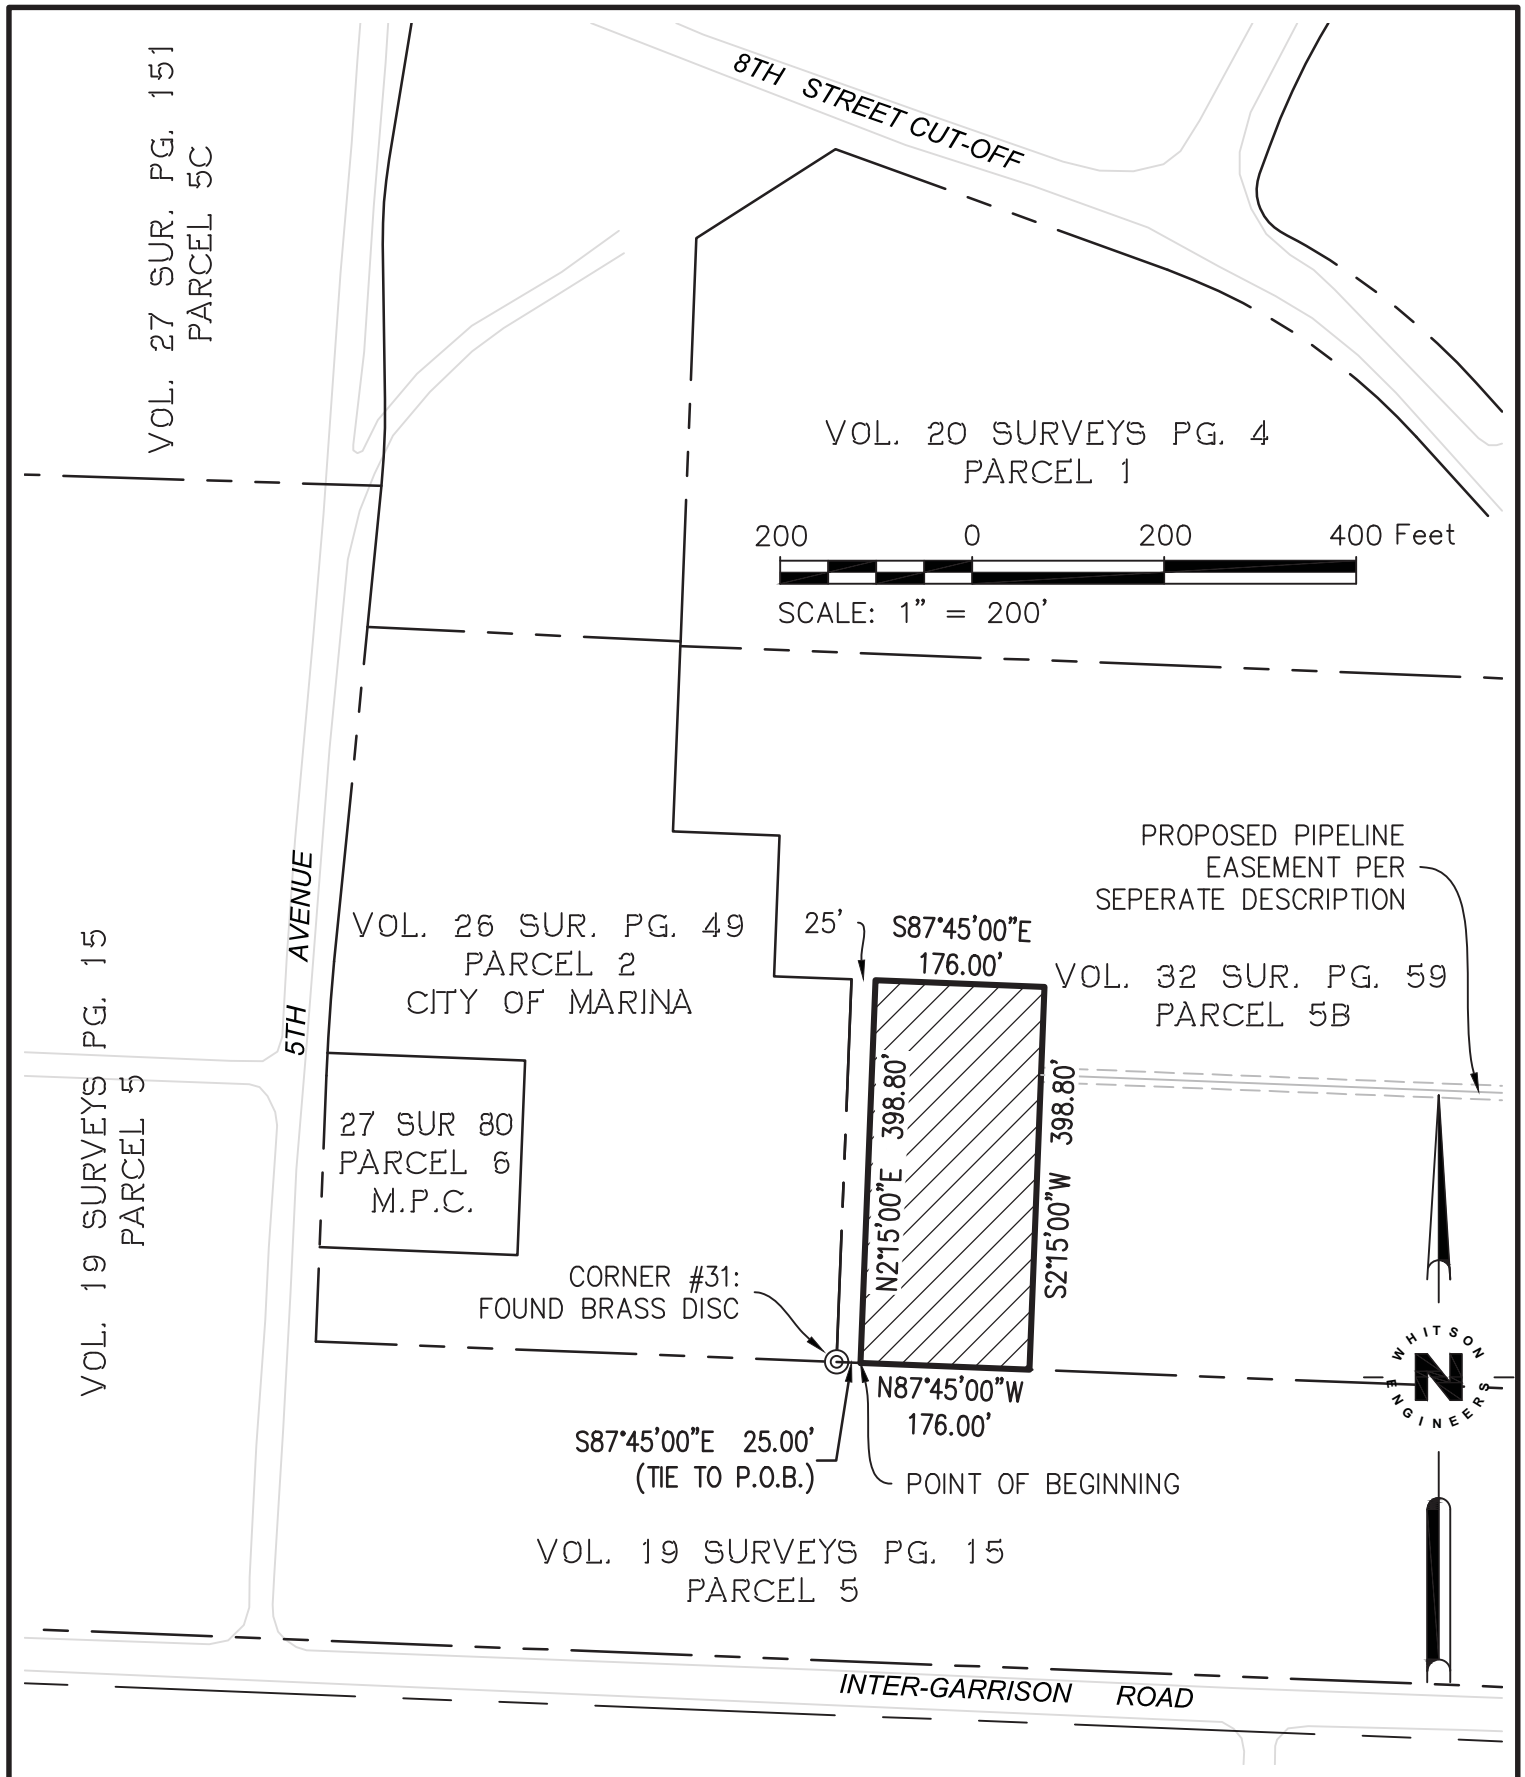 8TH STREET CUT-OFF
VOL. 27 SUR. PG. 151
PARCEL 5C
VOL. 20 SURVEYS PG. 4
PARCEL 1
200 0 200 400 Feet
SCALE: 1” = 200’
PROPOSED PIPELINE
EASEMENT PER
SEPERATE DESCRIPTION
5TH AVENUE
VOL. 26 SUR. PG. 49
PARCEL 2
CITY OF MARINA
25’
S87°45’00”E
176.00’
VOL. 32 SUR. PG. 59
PARCEL 5B
VOL. 19 SURVEYS PG. 15
PARCEL 5
27 SUR 80
PARCEL 6
M.P.C.
N2°15’00”E 398.80’
S2°15’00”W 398.80’
CORNER #31:
FOUND BRASS DISC
WHITSON
N
ENGINEERS
N87°45’00”W
176.00’
S87°45’00”E 25.00’
(TIE TO P.O.B.)
POINT OF BEGINNING
VOL. 19 SURVEYS PG. 15
PARCEL 5
INTER-GARRISON ROAD